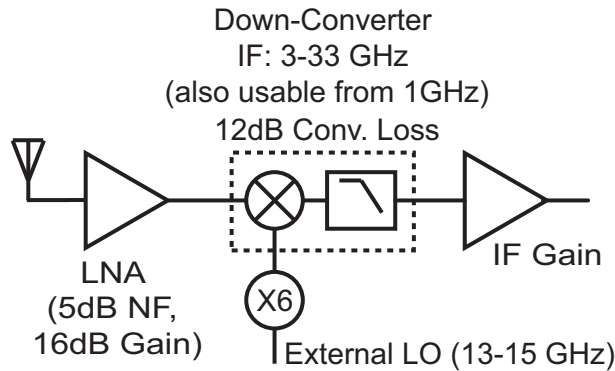 Down-Converter
IF: 3-33 GHz
(also usable from 1GHz)
12dB Conv. Loss
LNA
(5dB NF,
16dB Gain)
X6
IF Gain
External LO (13-15 GHz)